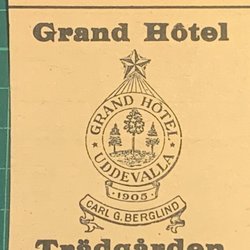 Grand Hôtel
GRAND HÔTEL
UDDEVALLA
1905
CARL G. BERGLIND
Trädgården